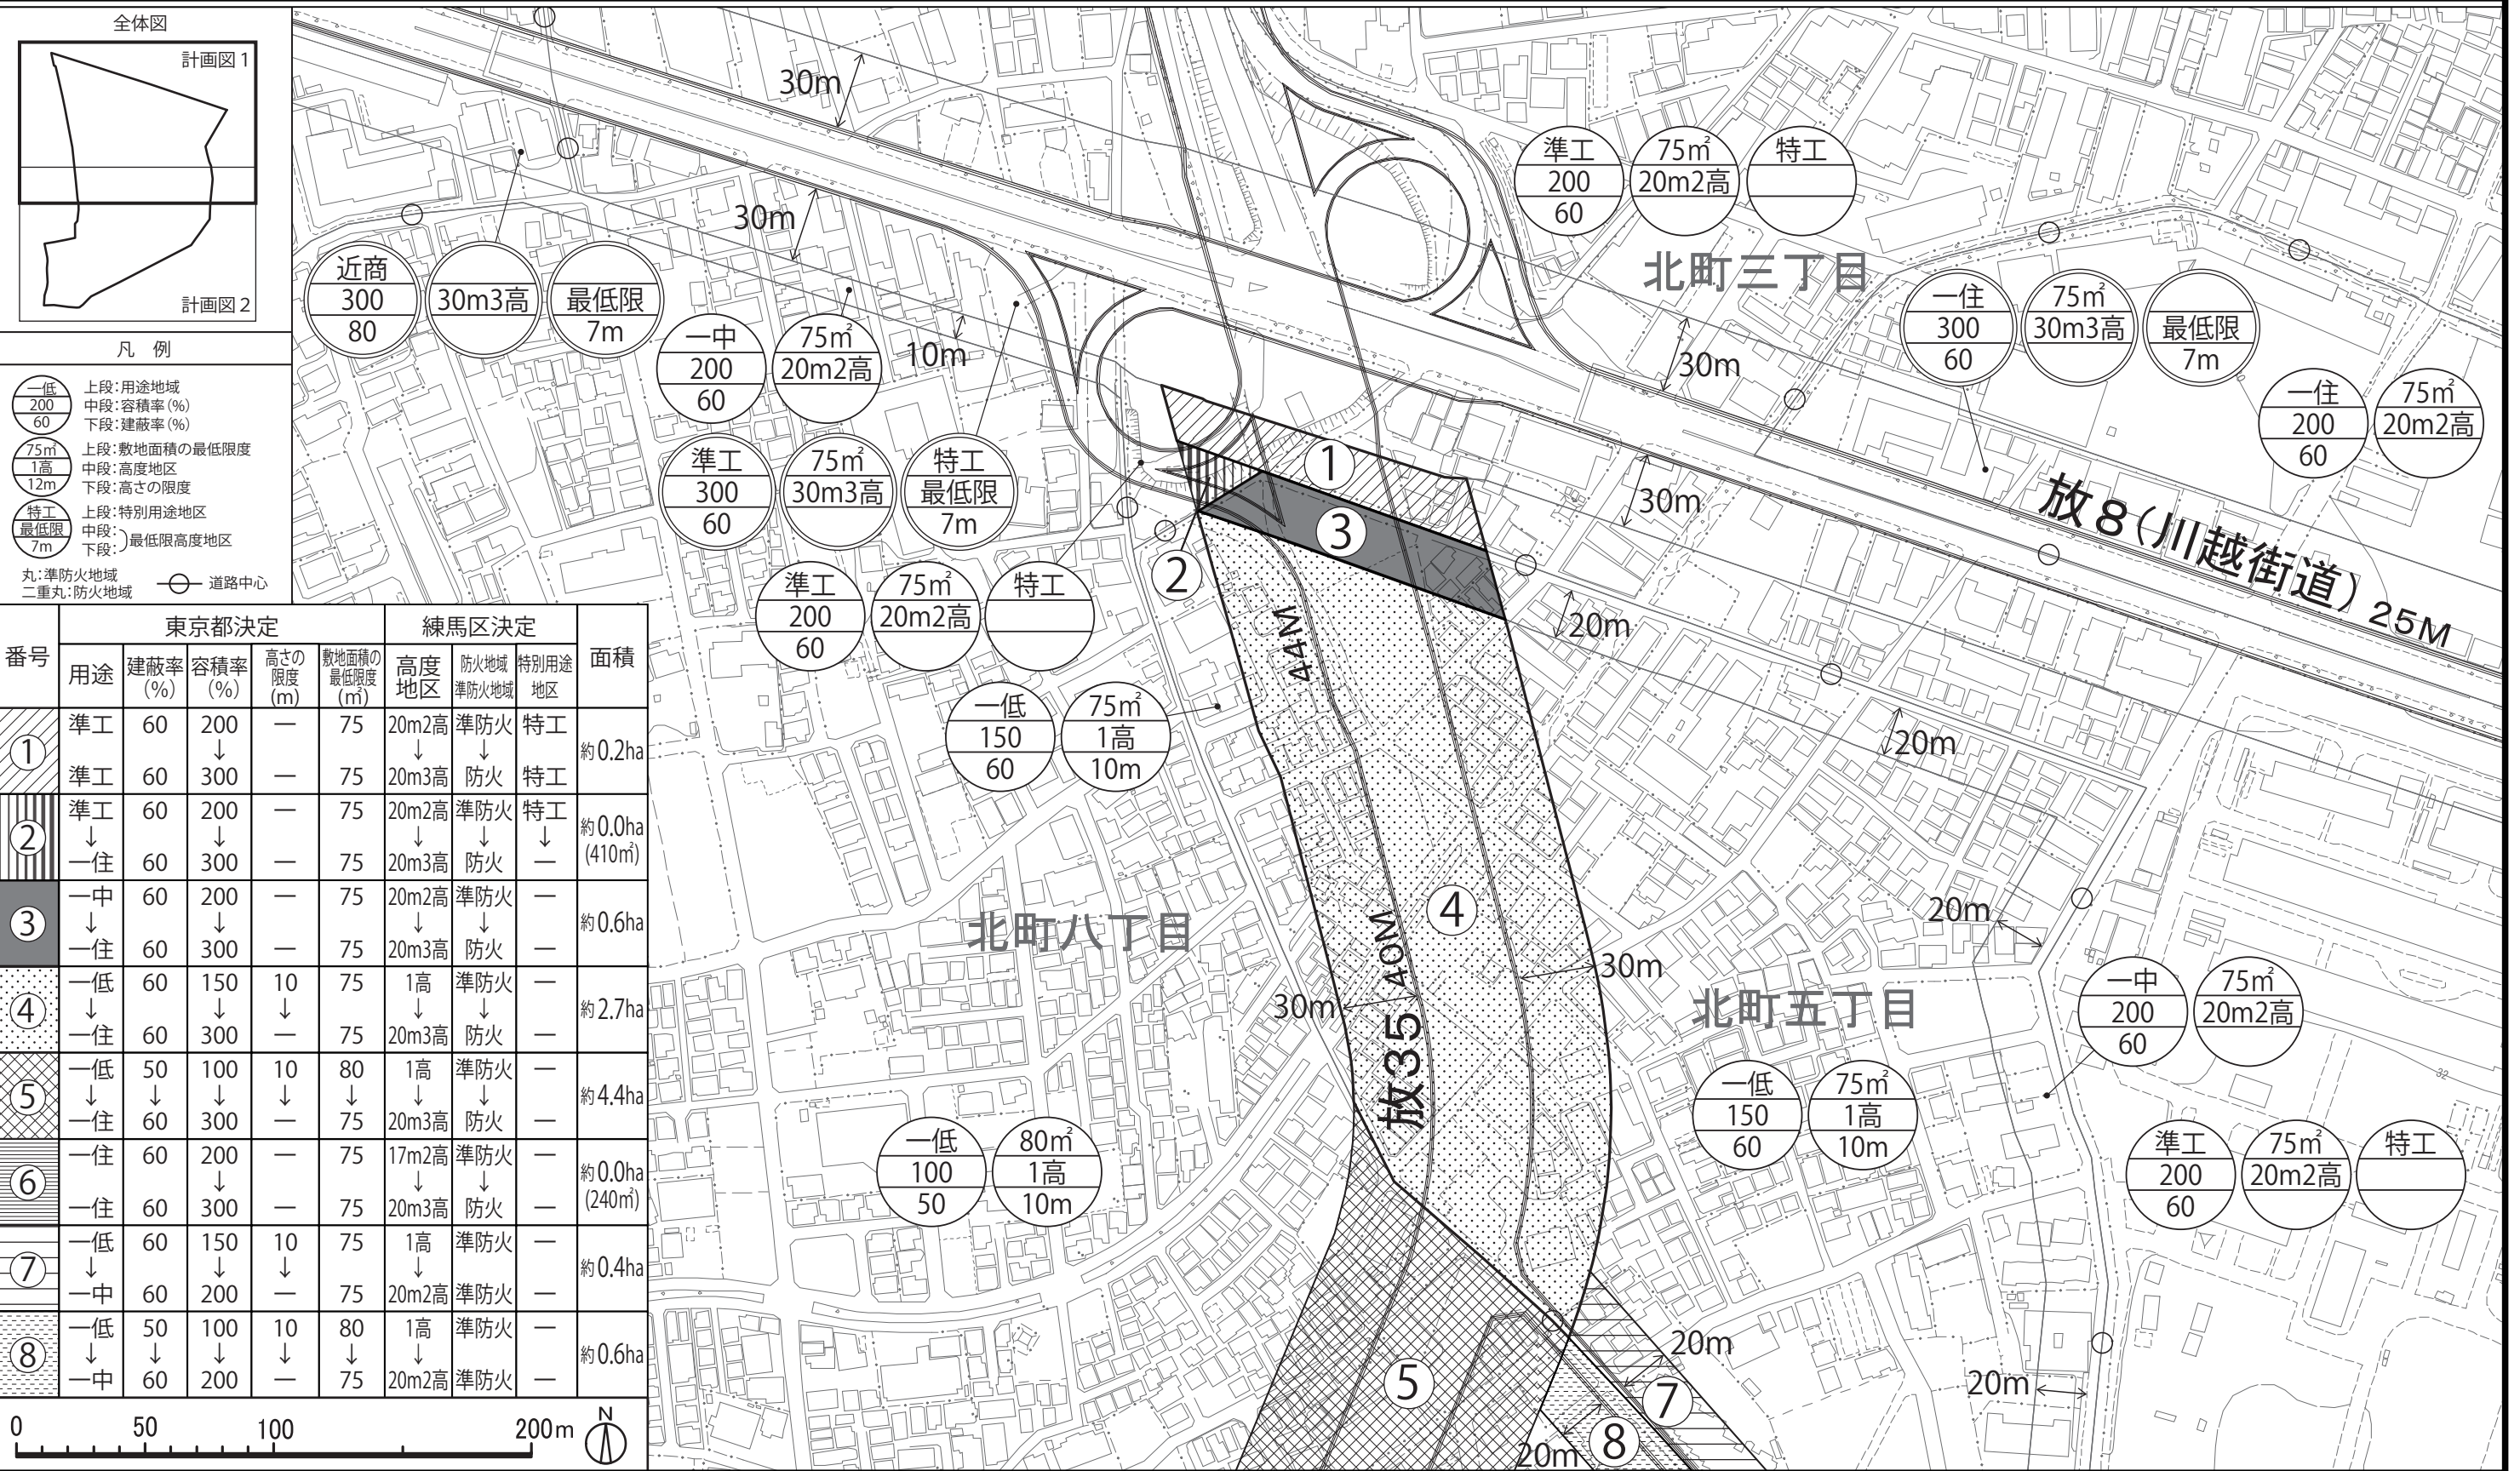 全体図
計画図1
計画図2
凡 例
一低
200
60
上段：用途地域
中段：容積率（%）
下段：建蔽率（%）
75㎡
1高
12m
上段：敷地面積の最低限度
中段：高度地区
下段：高さの限度
特工
最低限
7m
上段：特別用途地区
中段：
下段：
最低限高度地区
丸：準防火地域
二重丸：防火地域
道路中心
番号 東京都決定 練馬区決定 面積
用途 建蔽率（%） 容積率（%） 高さの限度(m) 敷地面積の最低限度(㎡) 高度地区 防火地域 準防火地域 特別用途地区
① 準工 60 200 — 75 20m2高 準防火 特工 約0.2ha
↓ ↓ ↓
準工 60 300 — 75 20m3高 防火 特工
② 準工 60 200 — 75 20m2高 準防火 特工 約0.0ha (410㎡)
↓ ↓ ↓ ↓ ↓
一住 60 300 — 75 20m3高 防火 —
③ 一中 60 200 — 75 20m2高 準防火 — 約0.6ha
↓ ↓ ↓ ↓
一住 60 300 — 75 20m3高 防火 —
④ 一低 60 150 10 75 1高 準防火 — 約2.7ha
↓ ↓ ↓ ↓ ↓
一住 60 300 — 75 20m3高 防火 —
⑤ 一低 50 100 10 80 1高 準防火 — 約4.4ha
↓ ↓ ↓ ↓ ↓ ↓ ↓
一住 60 300 — 75 20m3高 防火 —
⑥ 一住 60 200 — 75 17m2高 準防火 — 約0.0ha (240㎡)
↓ ↓ ↓
一住 60 300 — 75 20m3高 防火 —
⑦ 一低 60 150 10 75 1高 準防火 — 約0.4ha
↓ ↓ ↓ ↓
一中 60 200 — 75 20m2高 準防火 —
⑧ 一低 50 100 10 80 1高 準防火 — 約0.6ha
↓ ↓ ↓ ↓ ↓ ↓
一中 60 200 — 75 20m2高 準防火 —
0 50 100 200m
N
30m
30m
近商
300
80
30m3高
最低限
7m
一中
200
60
75㎡
20m2高
10m
準工
300
60
75㎡
30m3高
特工
最低限
7m
準工
200
60
75㎡
20m2高
特工
一低
150
60
75㎡
1高
10m
準工
200
60
75㎡
20m2高
特工
北町三丁目
一住
300
60
75㎡
30m3高
最低限
7m
一住
200
60
75㎡
20m2高
30m
30m
放8（川越街道）25M
①
②
③
20m
44M
20m
④
北町八丁目
40M
放35
30m
30m
20m
北町五丁目
一中
200
60
75㎡
20m2高
32
一低
150
60
75㎡
1高
10m
準工
200
60
75㎡
20m2高
特工
一低
100
50
80㎡
1高
10m
⑤
20m
⑦
⑧
20m
20m